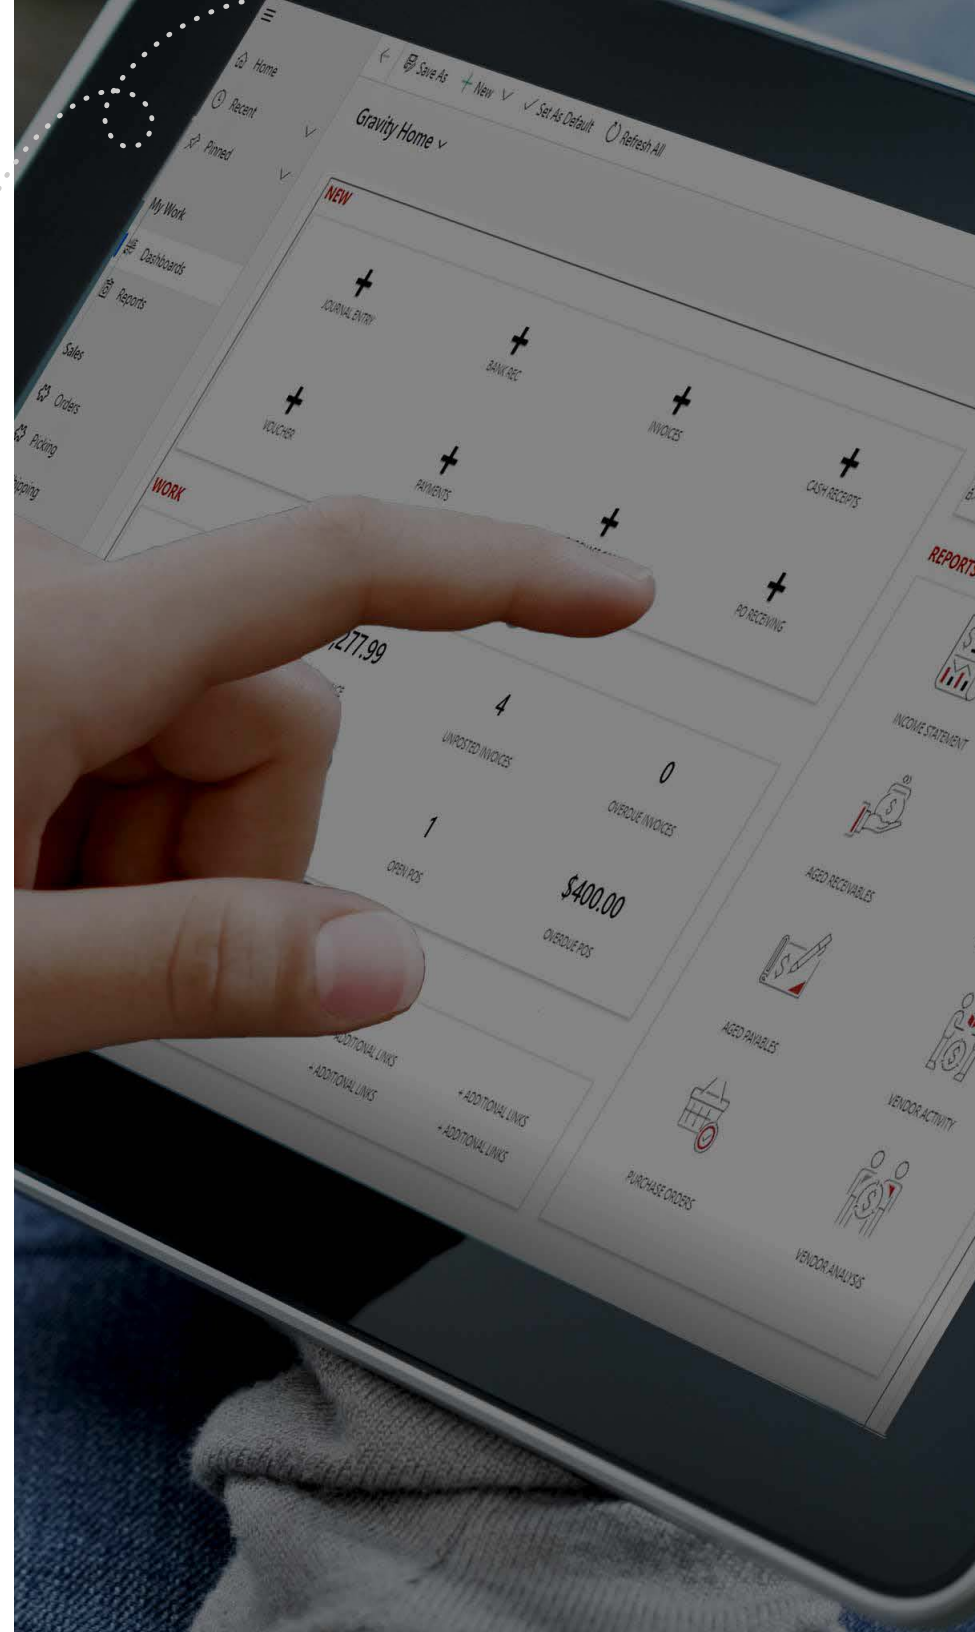 Home
Recent
Pinned
My Work
Dashboards
Reports
Sales
Orders
Picking
Save As
New
Set As Default
Refresh All
Gravity Home
NEW
JOURNAL ENTRY
BANK REC
INVOICES
CASH RECEIPTS
VOUCHER
PAYMENTS
PO RECEIVING
WORK
277.99
4
UNPOSTED INVOICES
0
OVERDUE INVOICES
1
OPEN POS
$400.00
OVERDUE POS
ADDITIONAL LINKS
+ ADDITIONAL LINKS
+ ADDITIONAL LINKS
+ ADDITIONAL LINKS
REPORTS
INCOME STATEMENT
AGED RECEIVABLES
AGED PAYABLES
VENDOR ACTIVITY
PURCHASE ORDERS
VENDOR ANALYSIS